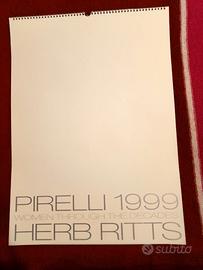 PIRELLI 1999
WOMEN THROUGH THE DECADES
HERB RITTS
subito